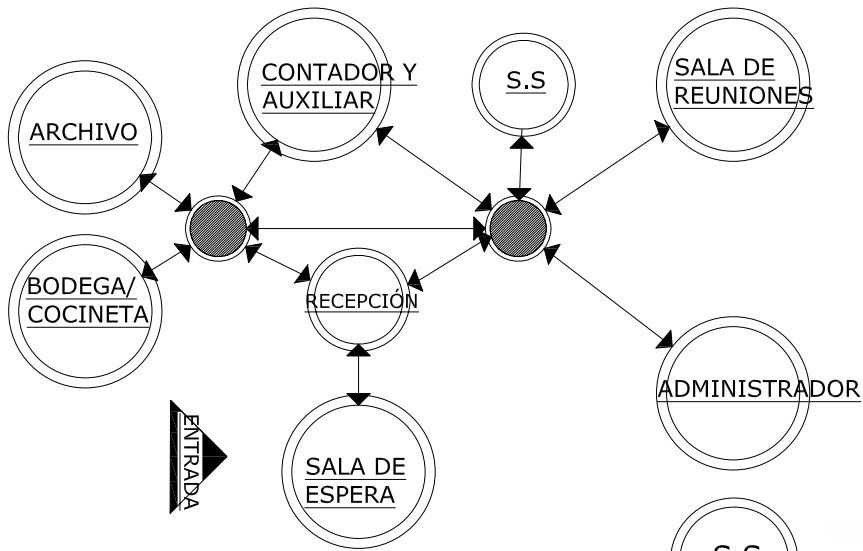 CONTADOR Y
AUXILIAR
S.S
SALA DE
REUNIONES
ARCHIVO
BODEGA/
COCINETA
RECEPCIÓN
ADMINISTRADOR
ENTRADA
SALA DE
ESPERA
S.S